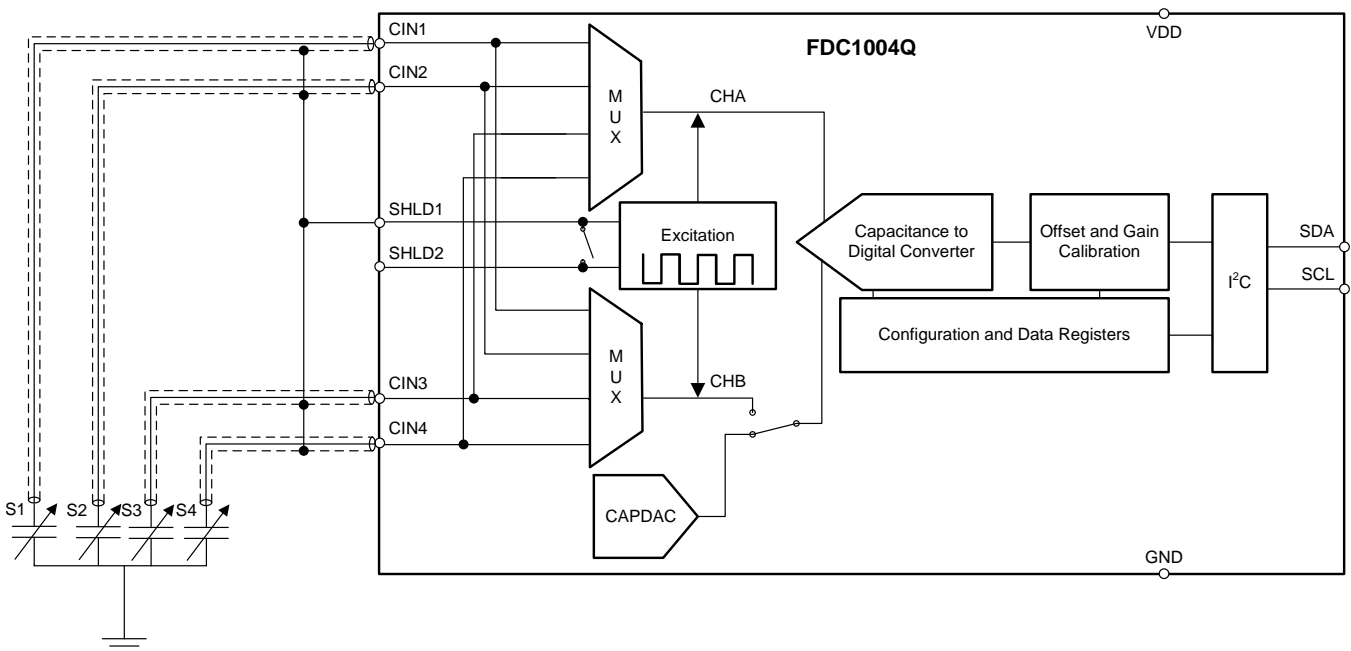 CIN1
VDD
FDC1004Q
CIN2
M
U
X
CHA
SHLD1
Excitation
SHLD2
Capacitance to
Digital Converter
Offset and Gain
Calibration
I²C
SDA
SCL
Configuration and Data Registers
M
U
X
CHB
CIN3
CIN4
CAPDAC
S1
S2
S3
S4
GND